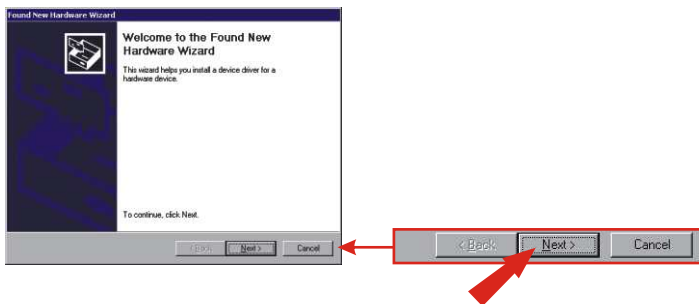 Found New Hardware Wizard
Welcome to the Found New
Hardware Wizard
This wizard helps you install a device driver for a
hardware device.
To continue, click Next.
< Back Next > Cancel
< Back Next > Cancel